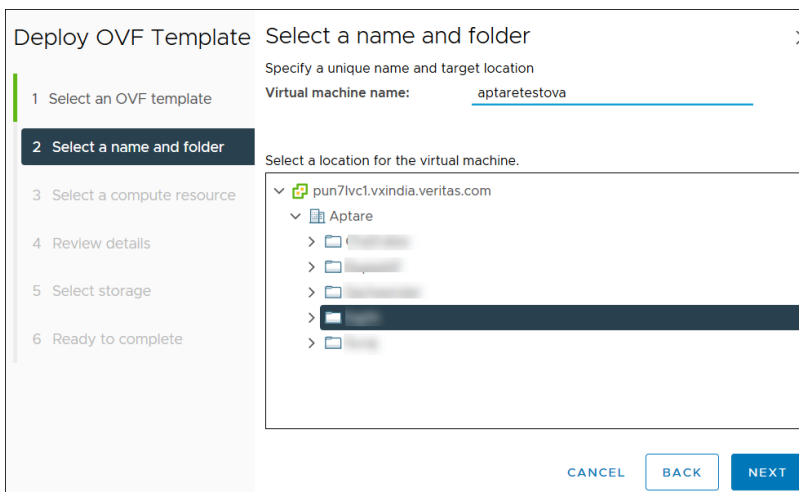 Deploy OVF Template
1 Select an OVF template
2 Select a name and folder
3 Select a compute resource
4 Review details
5 Select storage
6 Ready to complete
Select a name and folder
Specify a unique name and target location
Virtual machine name: aptaretestova
Select a location for the virtual machine.
pun7lvc1.vxindia.veritas.com
Aptare
CANCEL BACK NEXT